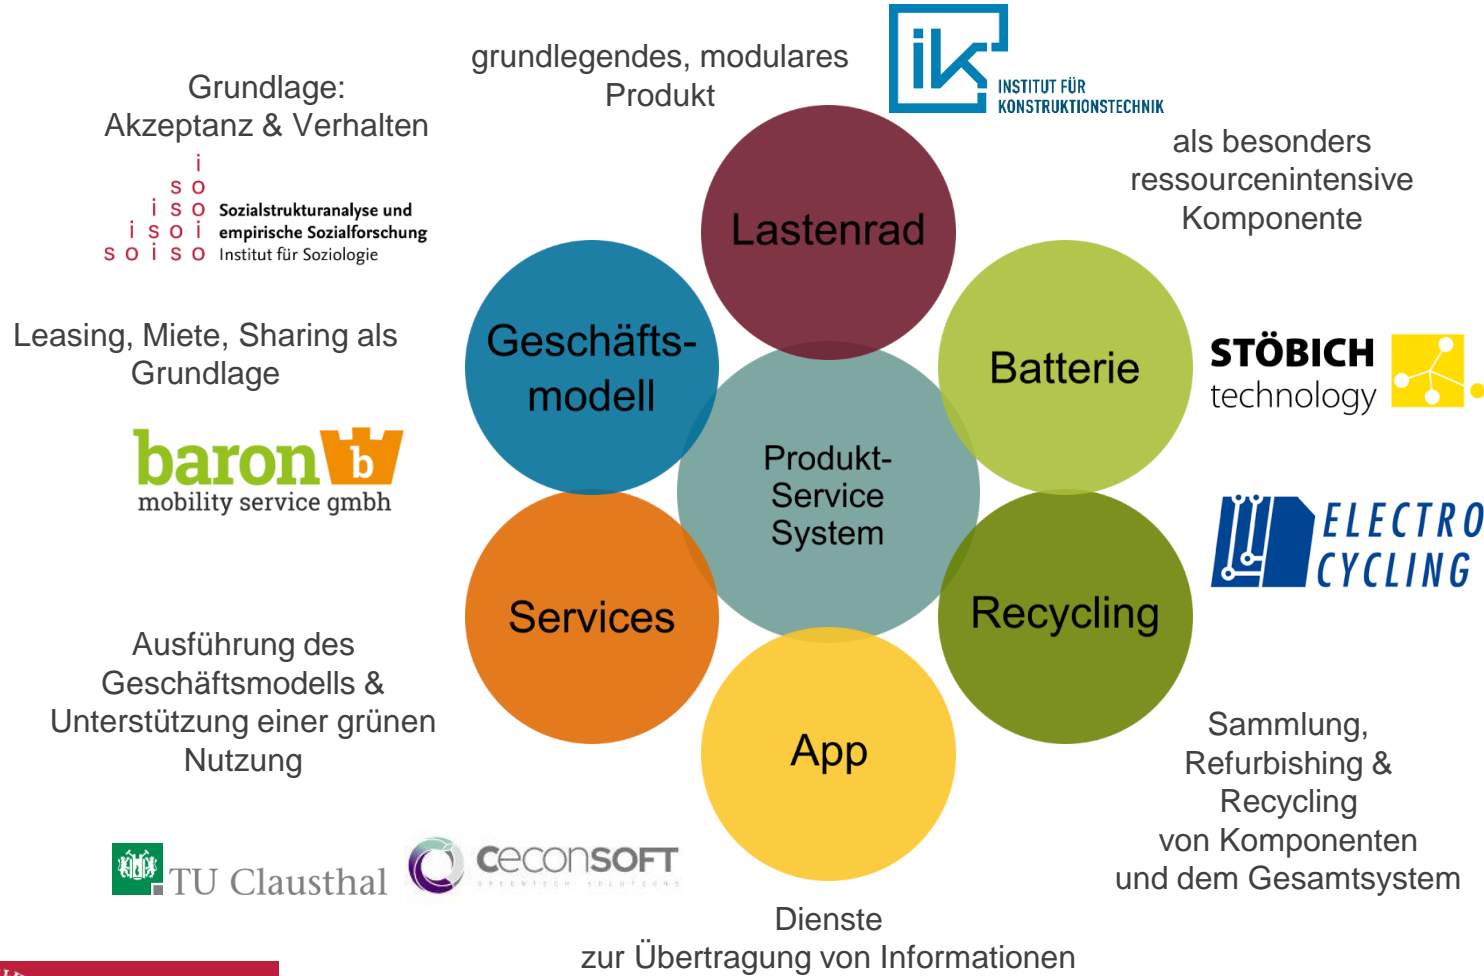 grundlegendes, modulares
Produkt
ik
INSTITUT FÜR
KONSTRUKTIONSTECHNIK
Grundlage:
Akzeptanz & Verhalten
i
s o
i s o
i s o i
s o i s o
Sozialstrukturanalyse und
empirische Sozialforschung
Institut für Soziologie
als besonders
ressourcenintensive
Komponente
Lastenrad
Leasing, Miete, Sharing als
Grundlage
Geschäfts-
modell
Batterie
STÖBICH
technology
baron b
mobility service gmbh
Produkt-
Service
System
ELECTRO
CYCLING
Services
Recycling
Ausführung des
Geschäftsmodells &
Unterstützung einer grünen
Nutzung
App
Sammlung,
Refurbishing &
Recycling
von Komponenten
und dem Gesamtsystem
TU Clausthal
CECONSOFT
GREENTECH SOLUTIONS
Dienste
zur Übertragung von Informationen